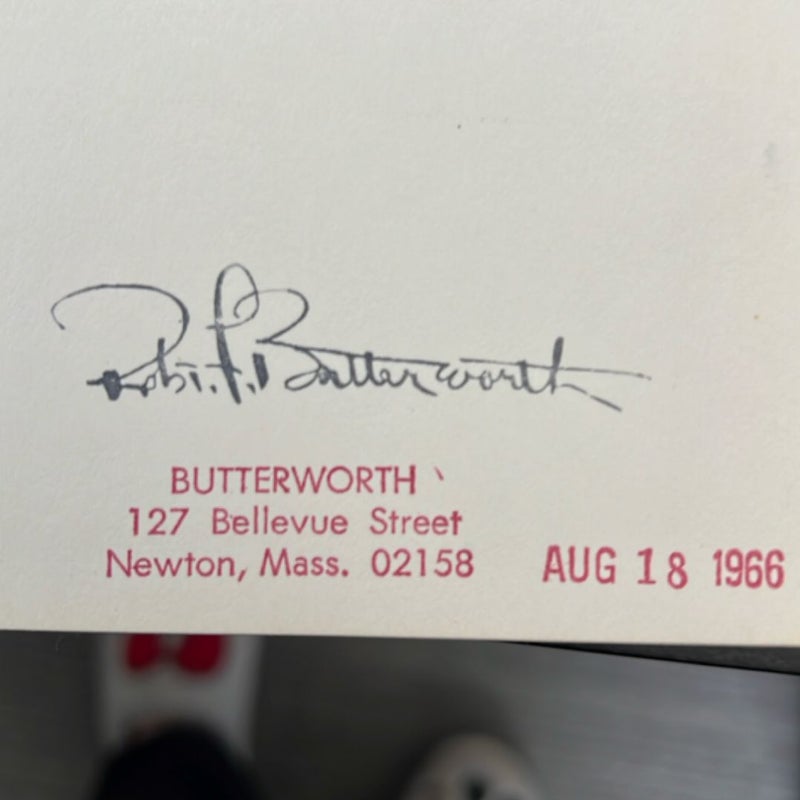 Robt. F. Butterworth
BUTTERWORTH
127 Bellevue Street
Newton, Mass. 02158
AUG 18 1966